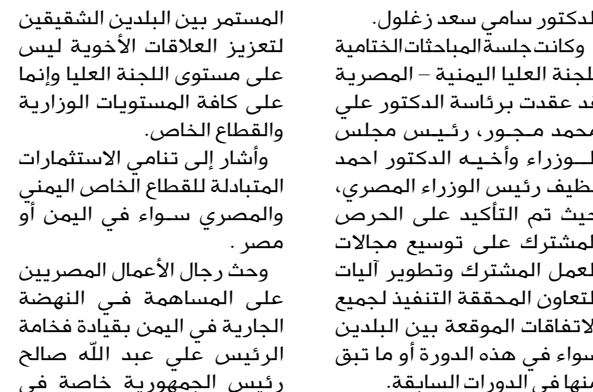 الدكتور سامي سعد زغلول.
وكانت جلسة المباحثات الختامية
للجنة العليا اليمنية – المصرية
قد عقدت برئاسة الدكتور علي
محمد مجور، رئيس مجلس
الــوزراء وأخـيـه الدكتور احمد
نظيف رئيس الوزراء المصري،
حيث تم التأكيد على الحرص
المشترك على توسيع مجالات
العمل المشترك وتطوير آليات
التعاون المحققة التنفيذ لجميع
الاتفاقات الموقعة بين البلدين
سواء في هذه الدورة أو ما تبق
منها في الدورات السابقة.
المستمر بين البلدين الشقيقين
لتعزيز العلاقات الأخوية ليس
على مستوى اللجنة العليا وإنما
على كافة المستويات الوزارية
والقطاع الخاص.
وأشار إلى تنامي الاستثمارات
المتبادلة للقطاع الخاص اليمني
والمصري سـواء في اليمن أو
مصر .
وحث رجال الأعمال المصريين
على المساهمة فـي النهضة
الجارية في اليمن بقيادة فخامة
الرئيس علي عبد الله صالح
رئيس الجمهورية خاصة في